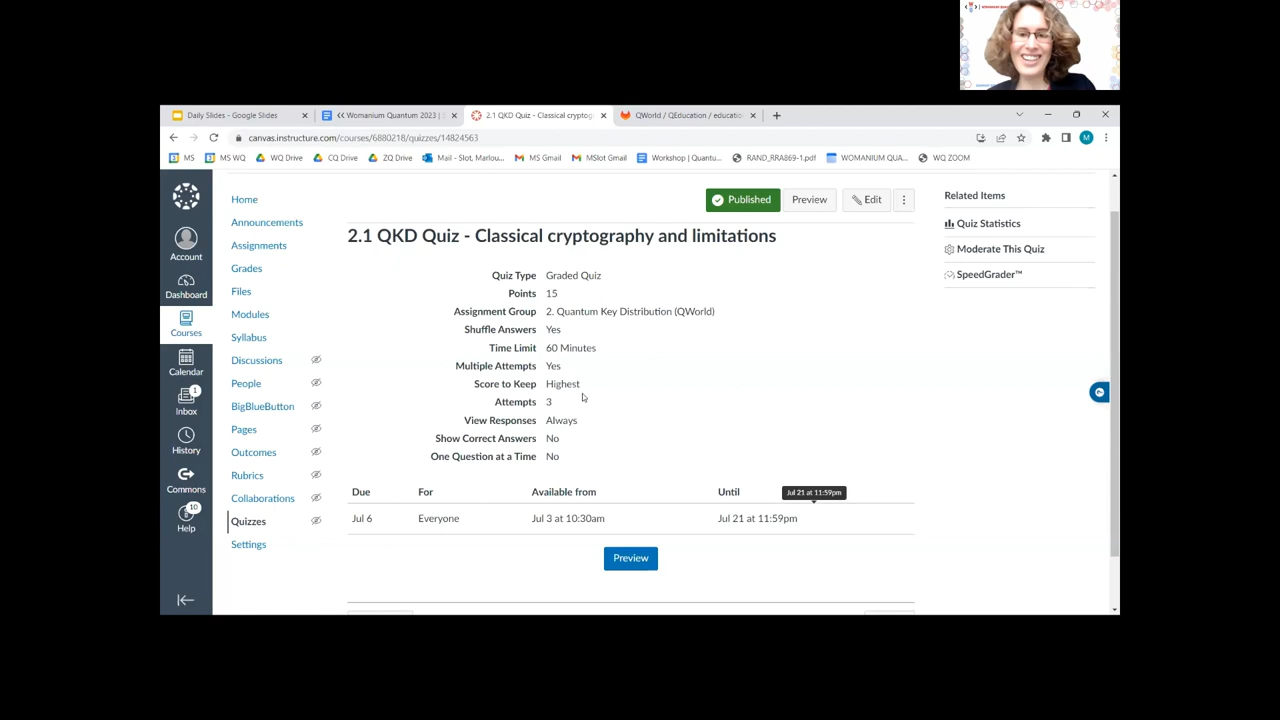 Daily Slides - Google Slides
Womanium Quantum 2023 |
2.1 QKD Quiz - Classical cryptog
QWorld / QEducation / educatio
canvas.instructure.com/courses/6880218/quizzes/14824563
MS
MS WQ
WQ Drive
CQ Drive
ZQ Drive
Mail - Slot, Marlou...
MS Gmail
MSlot Gmail
Workshop | Quantu...
RAND_RRA869-1.pdf
WOMANIUM QUA...
WQ ZOOM
M
Account
Dashboard
Courses
Calendar
1
Inbox
History
Commons
10
Help
Home
Announcements
Assignments
Grades
Files
Modules
Syllabus
Discussions
People
BigBlueButton
Pages
Outcomes
Rubrics
Collaborations
Quizzes
Settings
Published
Preview
Edit
2.1 QKD Quiz - Classical cryptography and limitations
Quiz Type Graded Quiz
Points 15
Assignment Group 2. Quantum Key Distribution (QWorld)
Shuffle Answers Yes
Time Limit 60 Minutes
Multiple Attempts Yes
Score to Keep Highest
Attempts 3
View Responses Always
Show Correct Answers No
One Question at a Time No
Due For Available from Until
Jul 21 at 11:59pm
Jul 6 Everyone Jul 3 at 10:30am Jul 21 at 11:59pm
Preview
Related Items
Quiz Statistics
Moderate This Quiz
SpeedGrader™